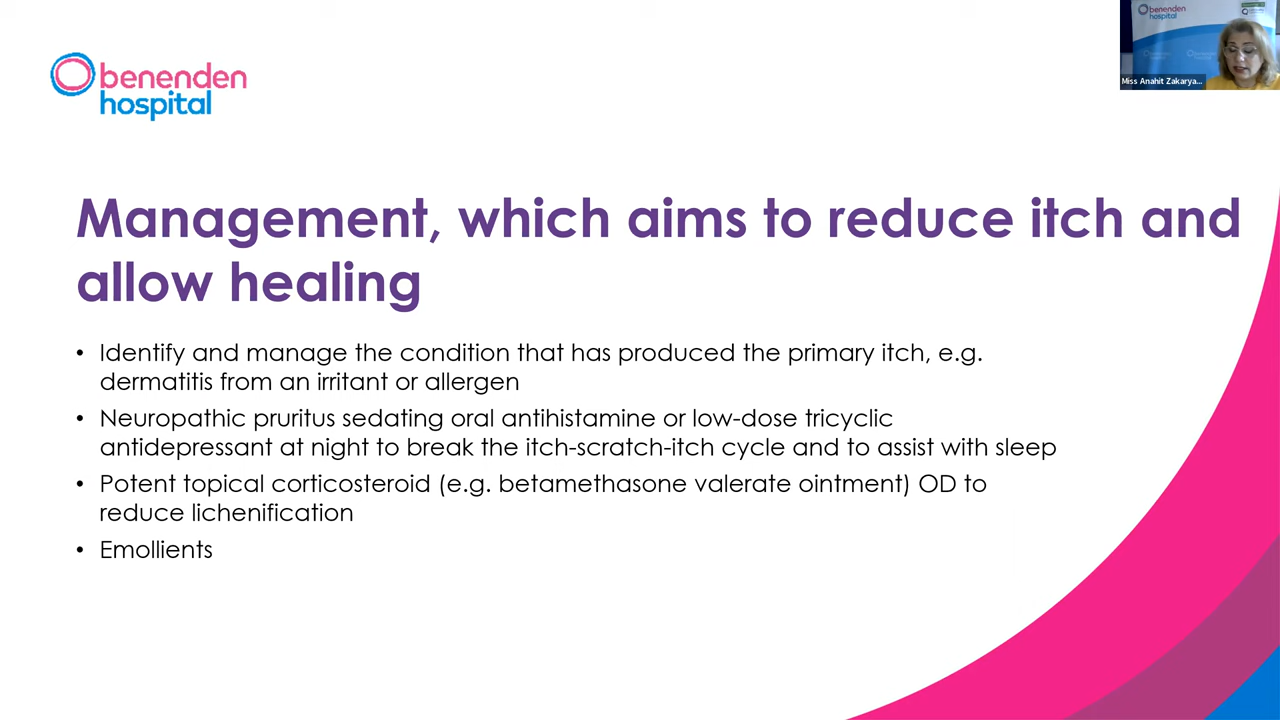 benenden
hospital
benenden
hospital
Miss Anahit Zakarya...
Management, which aims to reduce itch and
allow healing
• Identify and manage the condition that has produced the primary itch, e.g.
dermatitis from an irritant or allergen
• Neuropathic pruritus sedating oral antihistamine or low-dose tricyclic
antidepressant at night to break the itch-scratch-itch cycle and to assist with sleep
• Potent topical corticosteroid (e.g. betamethasone valerate ointment) OD to
reduce lichenification
• Emollients